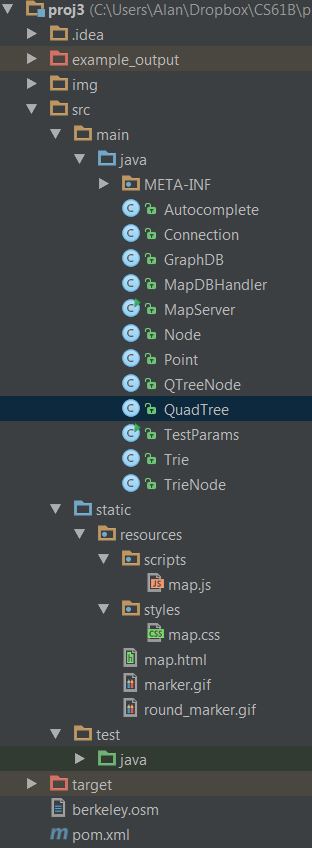 proj3 (C:\Users\Alan\Dropbox\CS61B\p
.idea
example_output
img
src
main
java
META-INF
Autocomplete
Connection
GraphDB
MapDBHandler
MapServer
Node
Point
QTreeNode
QuadTree
TestParams
Trie
TrieNode
static
resources
scripts
map.js
styles
map.css
map.html
marker.gif
round_marker.gif
test
java
target
berkeley.osm
pom.xml